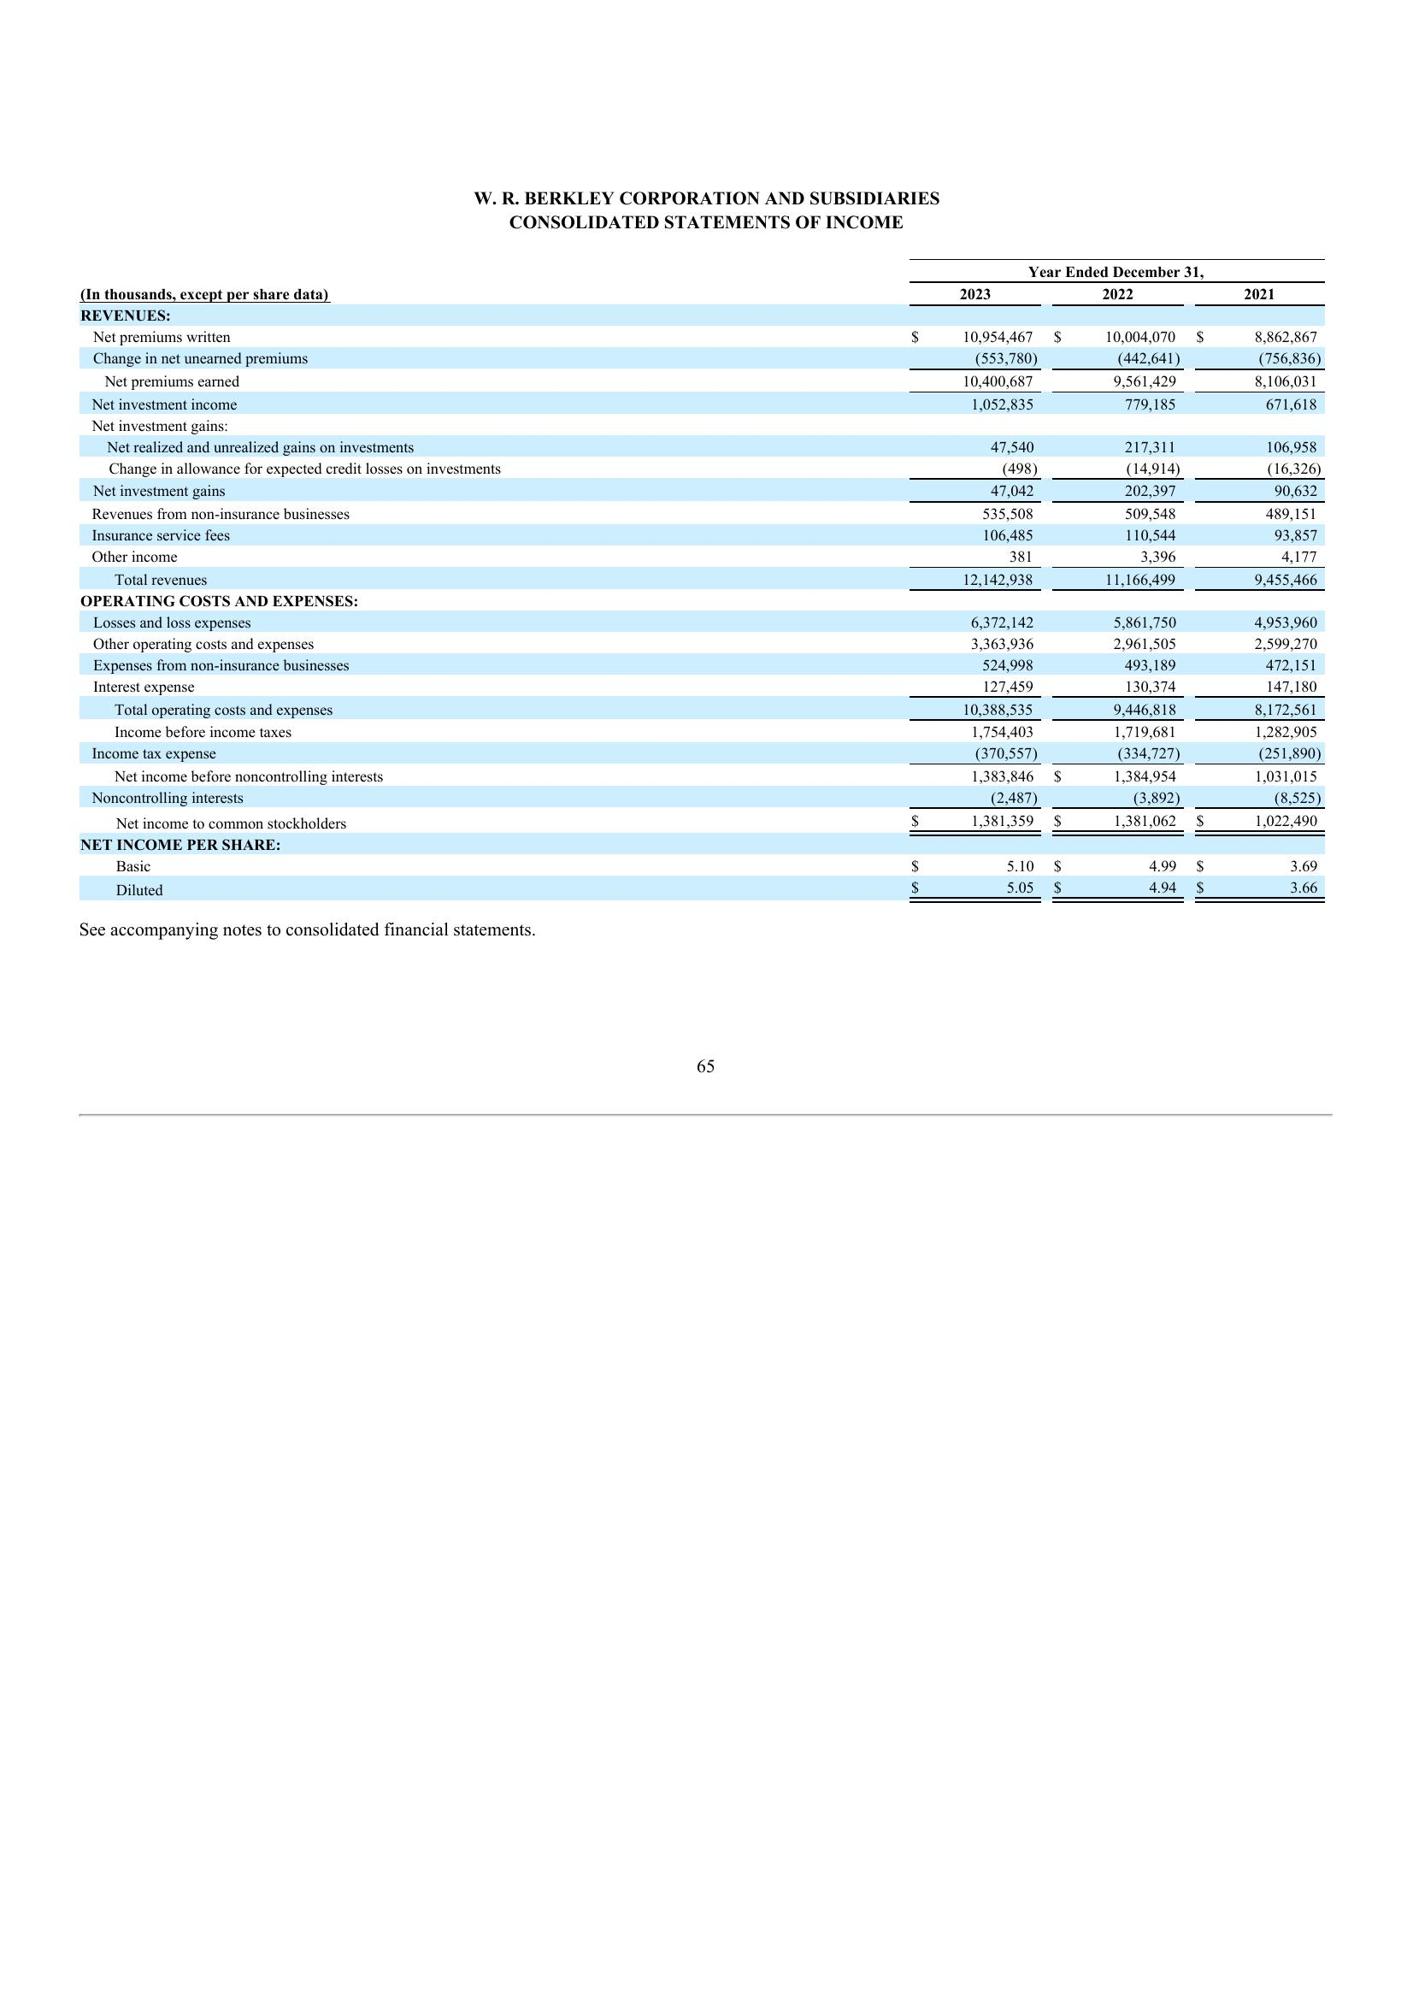 W. R. BERKLEY CORPORATION AND SUBSIDIARIES
CONSOLIDATED STATEMENTS OF INCOME
Year Ended December 31,
(In thousands, except per share data) 2023 2022 2021
REVENUES:
Net premiums written $ 10,954,467 $ 10,004,070 $ 8,862,867
Change in net unearned premiums (553,780) (442,641) (756,836)
Net premiums earned 10,400,687 9,561,429 8,106,031
Net investment income 1,052,835 779,185 671,618
Net investment gains:
Net realized and unrealized gains on investments 47,540 217,311 106,958
Change in allowance for expected credit losses on investments (498) (14,914) (16,326)
Net investment gains 47,042 202,397 90,632
Revenues from non-insurance businesses 535,508 509,548 489,151
Insurance service fees 106,485 110,544 93,857
Other income 381 3,396 4,177
Total revenues 12,142,938 11,166,499 9,455,466
OPERATING COSTS AND EXPENSES:
Losses and loss expenses 6,372,142 5,861,750 4,953,960
Other operating costs and expenses 3,363,936 2,961,505 2,599,270
Expenses from non-insurance businesses 524,998 493,189 472,151
Interest expense 127,459 130,374 147,180
Total operating costs and expenses 10,388,535 9,446,818 8,172,561
Income before income taxes 1,754,403 1,719,681 1,282,905
Income tax expense (370,557) (334,727) (251,890)
Net income before noncontrolling interests 1,383,846 $ 1,384,954 1,031,015
Noncontrolling interests (2,487) (3,892) (8,525)
Net income to common stockholders $ 1,381,359 $ 1,381,062 $ 1,022,490
NET INCOME PER SHARE:
Basic $ 5.10 $ 4.99 $ 3.69
Diluted $ 5.05 $ 4.94 $ 3.66
See accompanying notes to consolidated financial statements.
65